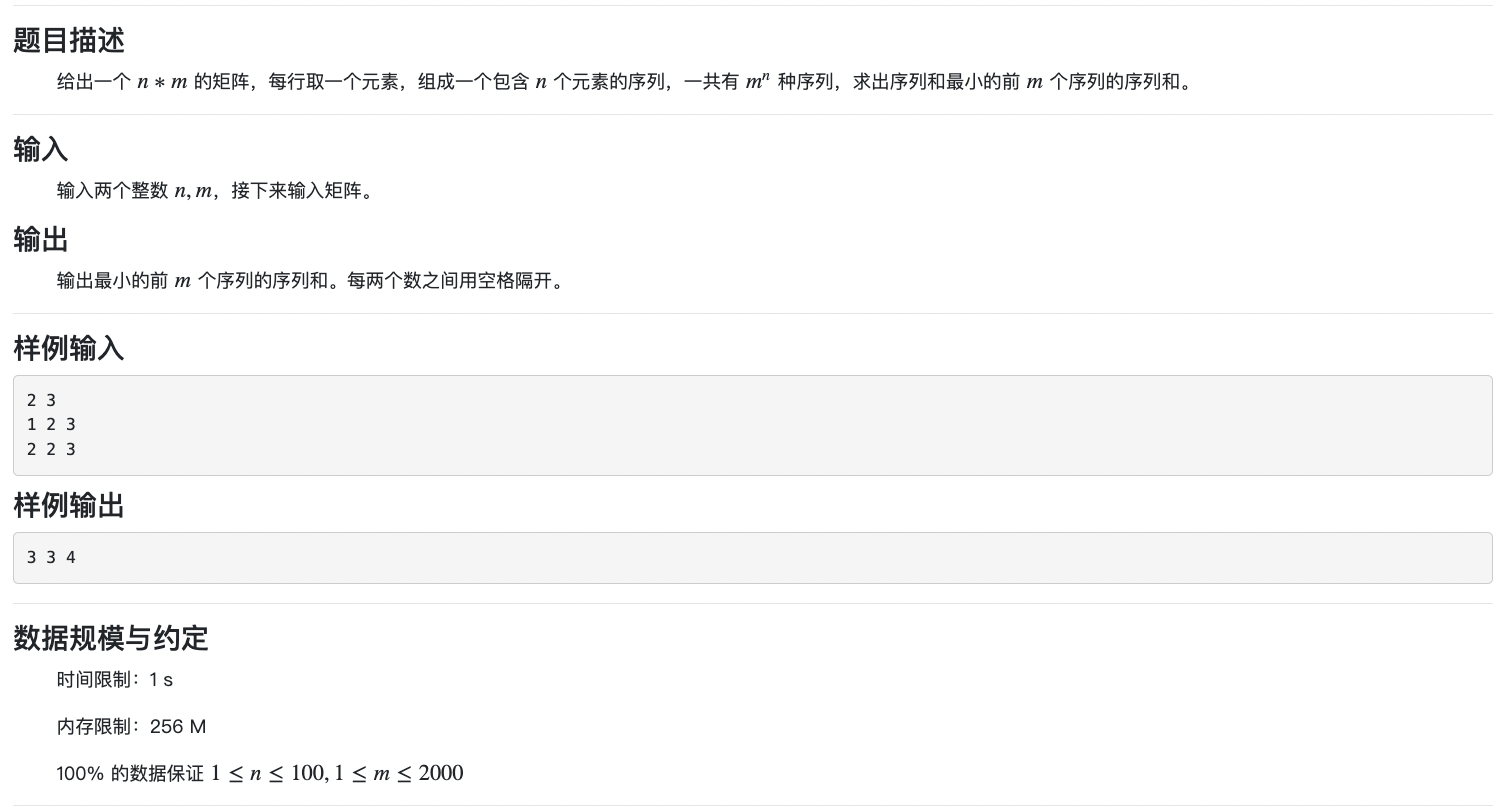 题目描述
给出一个 n * m 的矩阵，每行取一个元素，组成一个包含 n 个元素的序列，一共有 mⁿ 种序列，求出序列和最小的前 m 个序列的序列和。
输入
输入两个整数 n, m，接下来输入矩阵。
输出
输出最小的前 m 个序列的序列和。每两个数之间用空格隔开。
样例输入
2 3
1 2 3
2 2 3
样例输出
3 3 4
数据规模与约定
时间限制：1 s
内存限制：256 M
100% 的数据保证 1 ≤ n ≤ 100, 1 ≤ m ≤ 2000